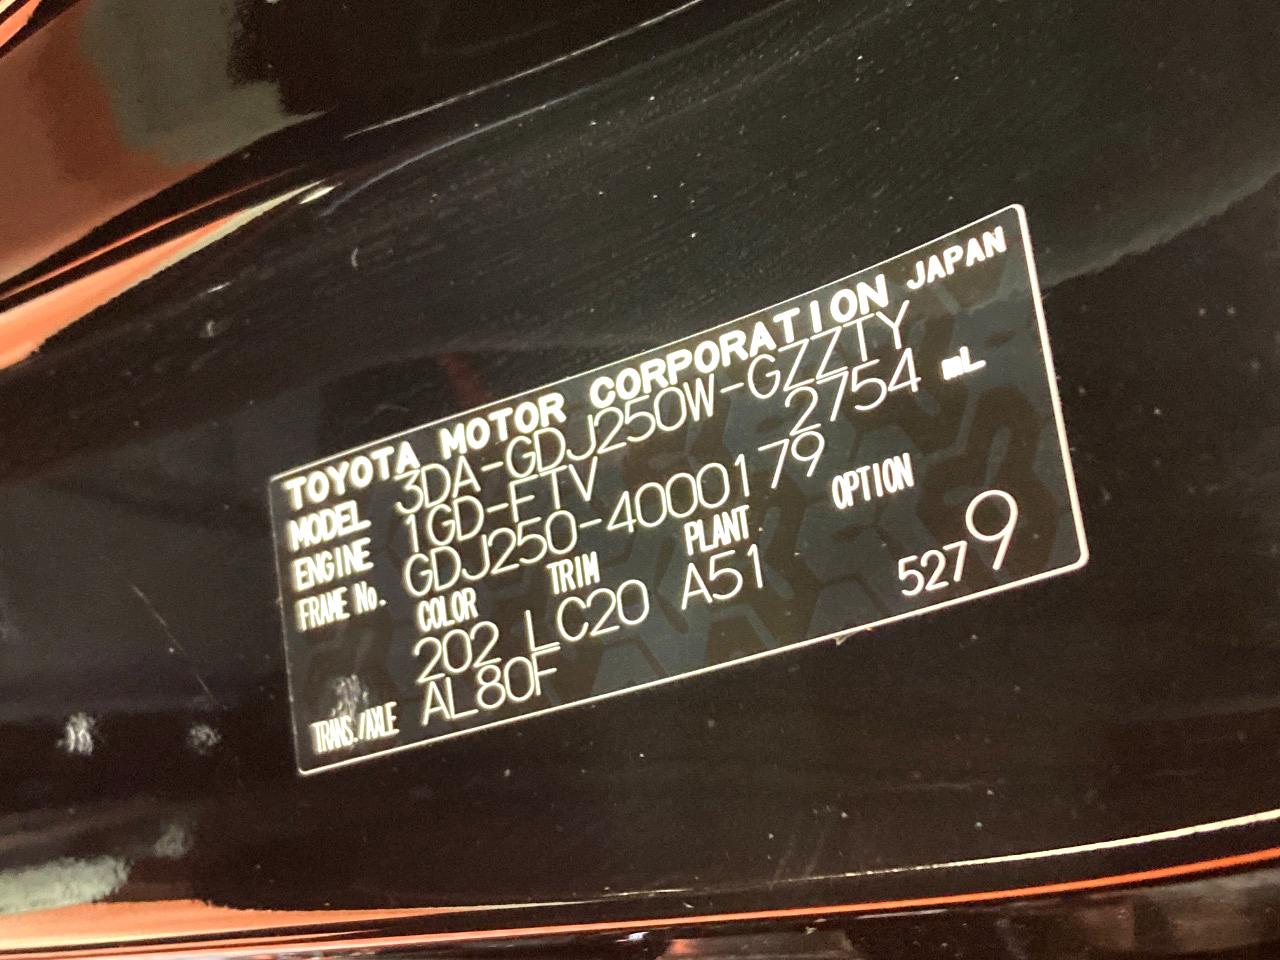 TOYOTA MOTOR CORPORATION JAPAN
MODEL 3DA-GDJ250W-GZZTY
ENGINE 1GD-FTV 2754 mL
FRAME No. GDJ250-4000179
COLOR TRIM PLANT OPTION
202 LC20 A51
TRANS./AXLE AL80F 5279